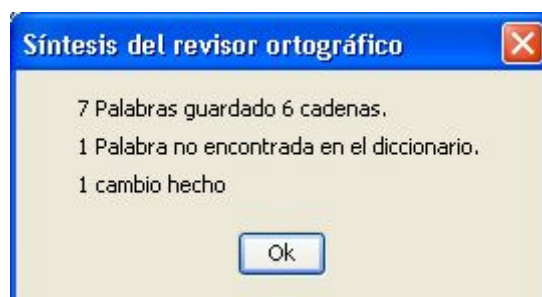 Síntesis del revisor ortográfico
7 Palabras guardado 6 cadenas.
1 Palabra no encontrada en el diccionario.
1 cambio hecho
Ok